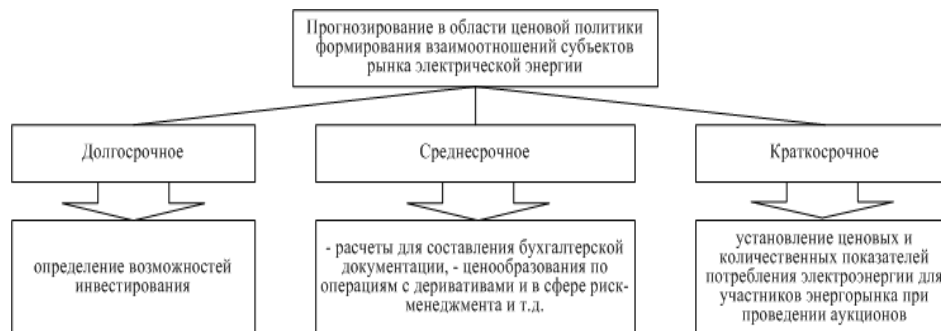 Прогнозирование в области ценовой политики
формирования взаимоотношений субъектов
рынка электрической энергии
Долгосрочное
Среднесрочное
Краткосрочное
определение возможностей
инвестирования
- расчеты для составления бухгалтерской
документации, - ценообразования по
операциям с деривативами и в сфере риск-
менеджмента и т.д.
установление ценовых и
количественных показателей
потребления электроэнергии для
участников энергорынка при
проведении аукционов